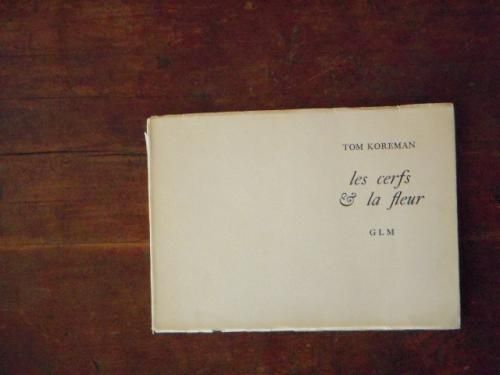 TOM KOREMAN
les cerfs
& la fleur
GLM